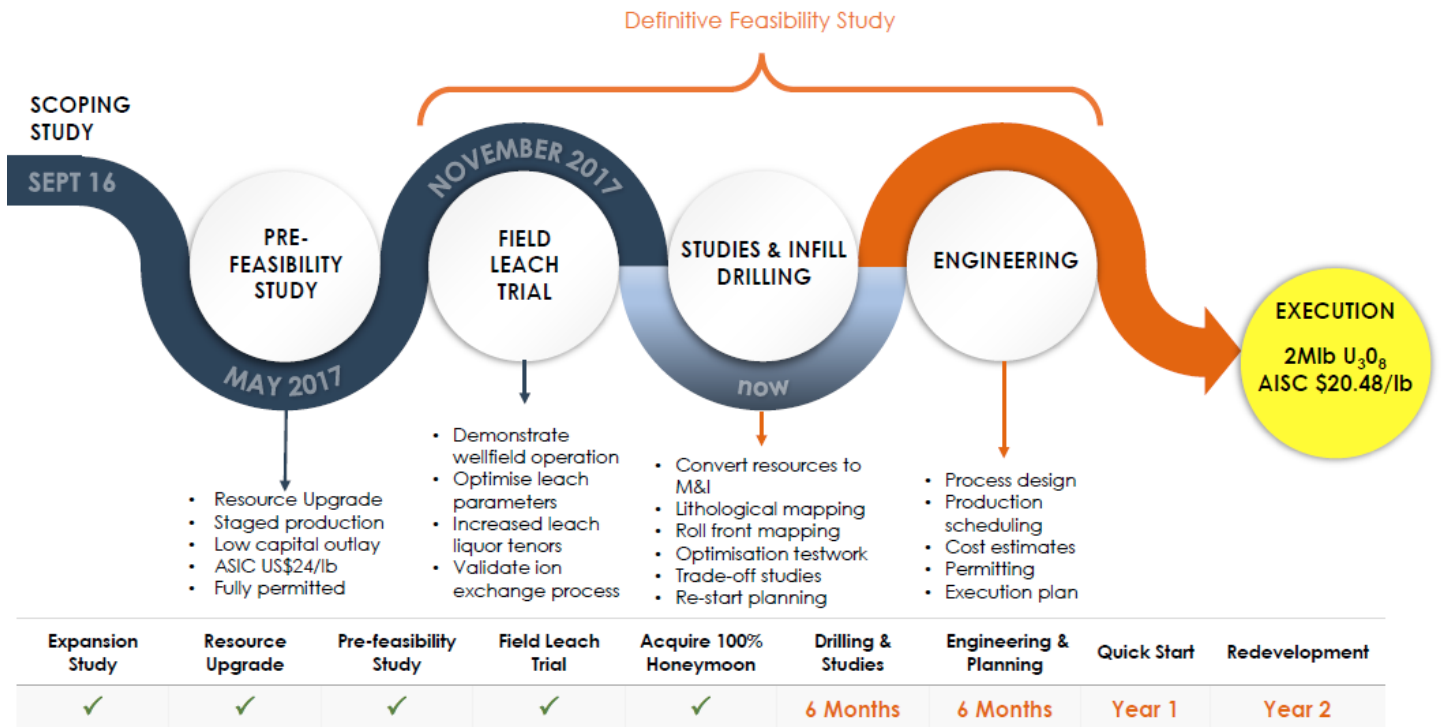 Definitive Feasibility Study
SCOPING
STUDY
SEPT 16
PRE-
FEASIBILITY
STUDY
MAY 2017
• Resource Upgrade
• Staged production
• Low capital outlay
• ASIC US$24/lb
• Fully permitted
NOVEMBER 2017
FIELD
LEACH
TRIAL
• Demonstrate
wellfield operation
• Optimise leach
parameters
• Increased leach
liquor tenors
• Validate ion
exchange process
STUDIES & INFILL
DRILLING
now
• Convert resources to
M&I
• Lithological mapping
• Roll front mapping
• Optimisation testwork
• Trade-off studies
• Re-start planning
ENGINEERING
• Process design
• Production
scheduling
• Cost estimates
• Permitting
• Execution plan
EXECUTION
2Mlb U₃0₈
AISC $20.48/lb
Expansion
Study
✓
Resource
Upgrade
✓
Pre-feasibility
Study
✓
Field Leach
Trial
✓
Acquire 100%
Honeymoon
✓
Drilling &
Studies
6 Months
Engineering &
Planning
6 Months
Quick Start
Year 1
Redevelopment
Year 2